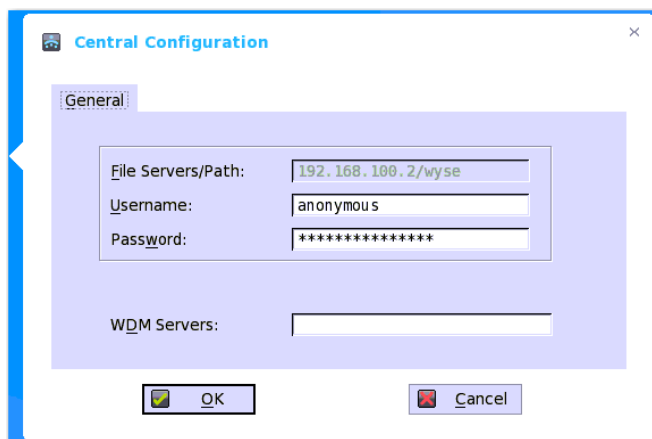 Central Configuration
General
File Servers/Path: 192.168.100.2/wyse
Username: anonymous
Password: ***************
WDM Servers:
OK Cancel